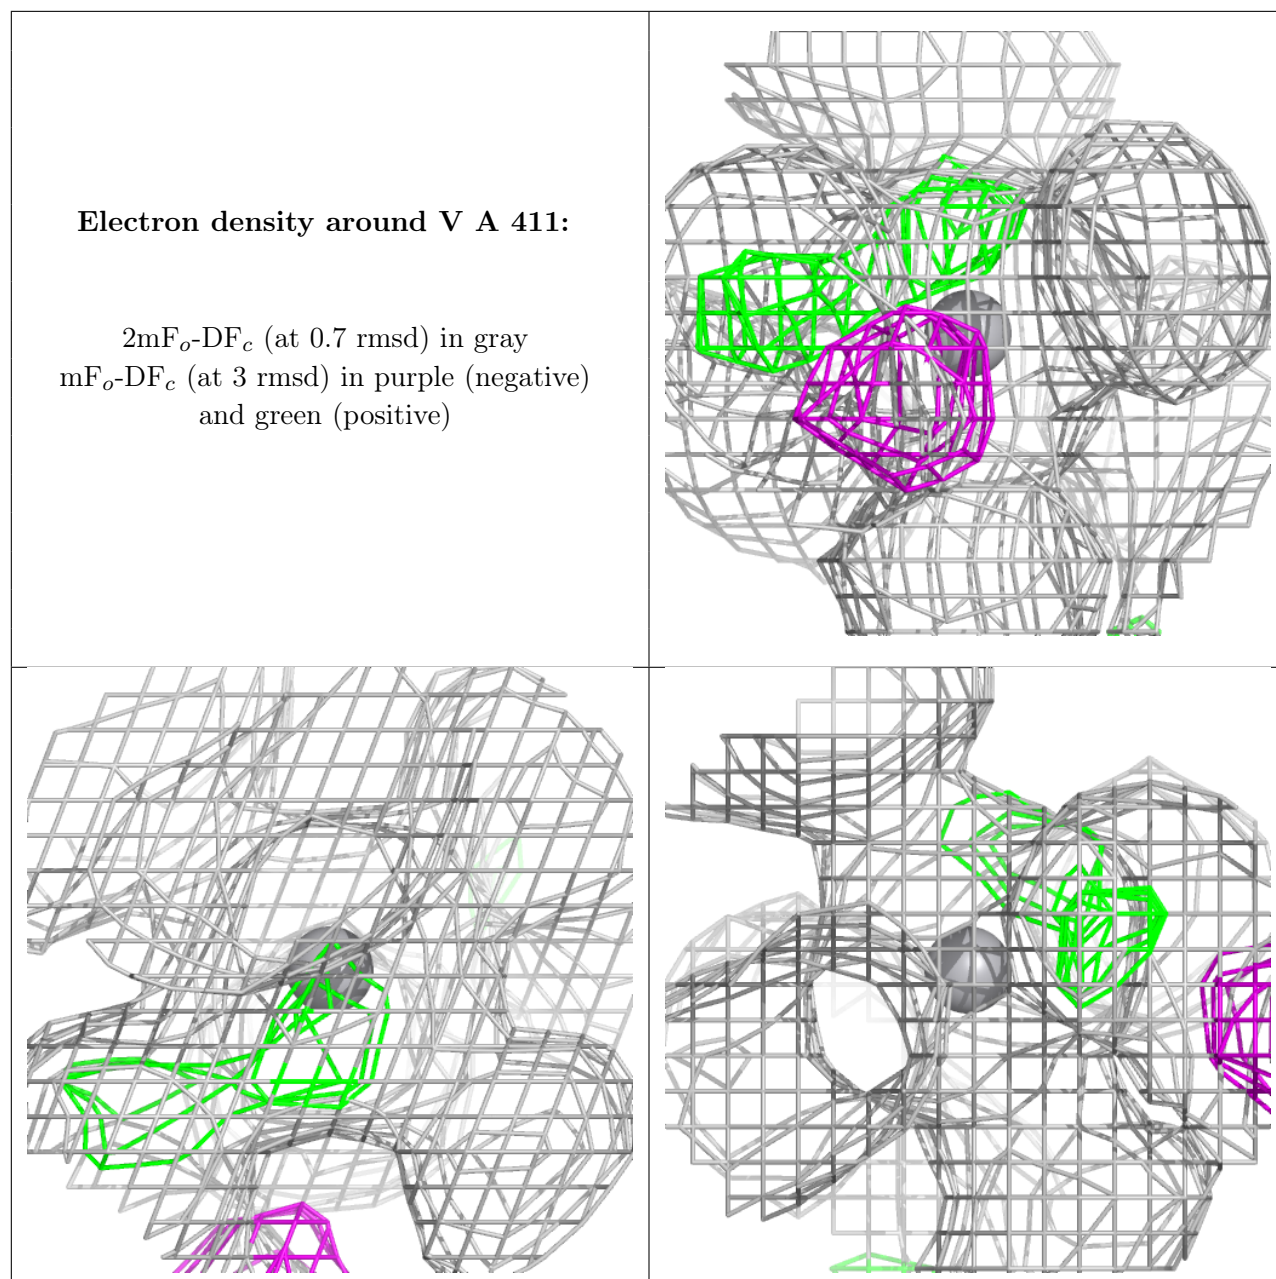 Electron density around V A 411:
2mFₒ-DF𝑐 (at 0.7 rmsd) in gray
mFₒ-DF𝑐 (at 3 rmsd) in purple (negative)
and green (positive)